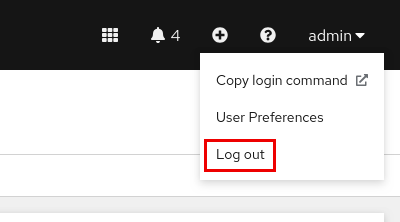 4
admin
Copy login command
User Preferences
Log out